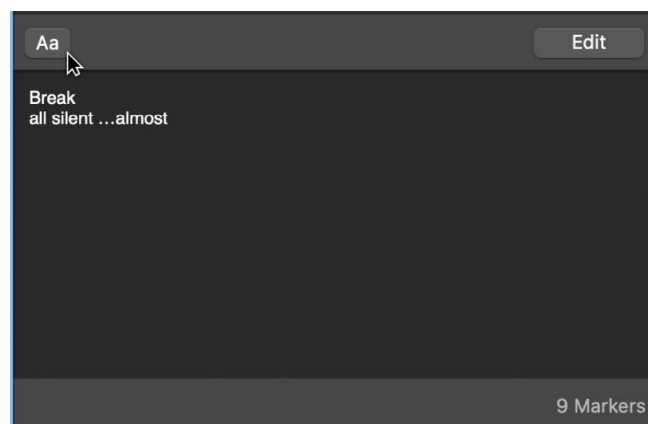 Aa
Edit
Break
all silent …almost
9 Markers